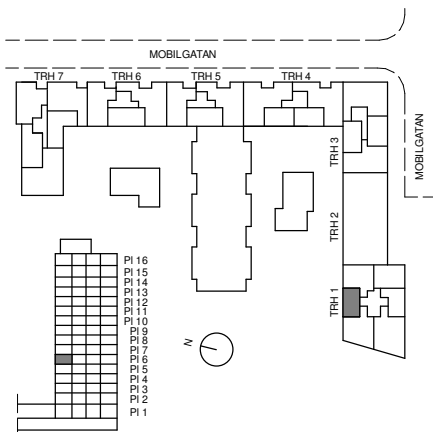 MOBILGATAN
TRH 7 TRH 6 TRH 5 TRH 4
TRH 3
MOBILGATAN
TRH 2
TRH 1
Pl 16
Pl 15
Pl 14
Pl 13
Pl 12
Pl 11
Pl 10
Pl 9
Pl 8
Pl 7
Pl 6
Pl 5
Pl 4
Pl 3
Pl 2
Pl 1
N